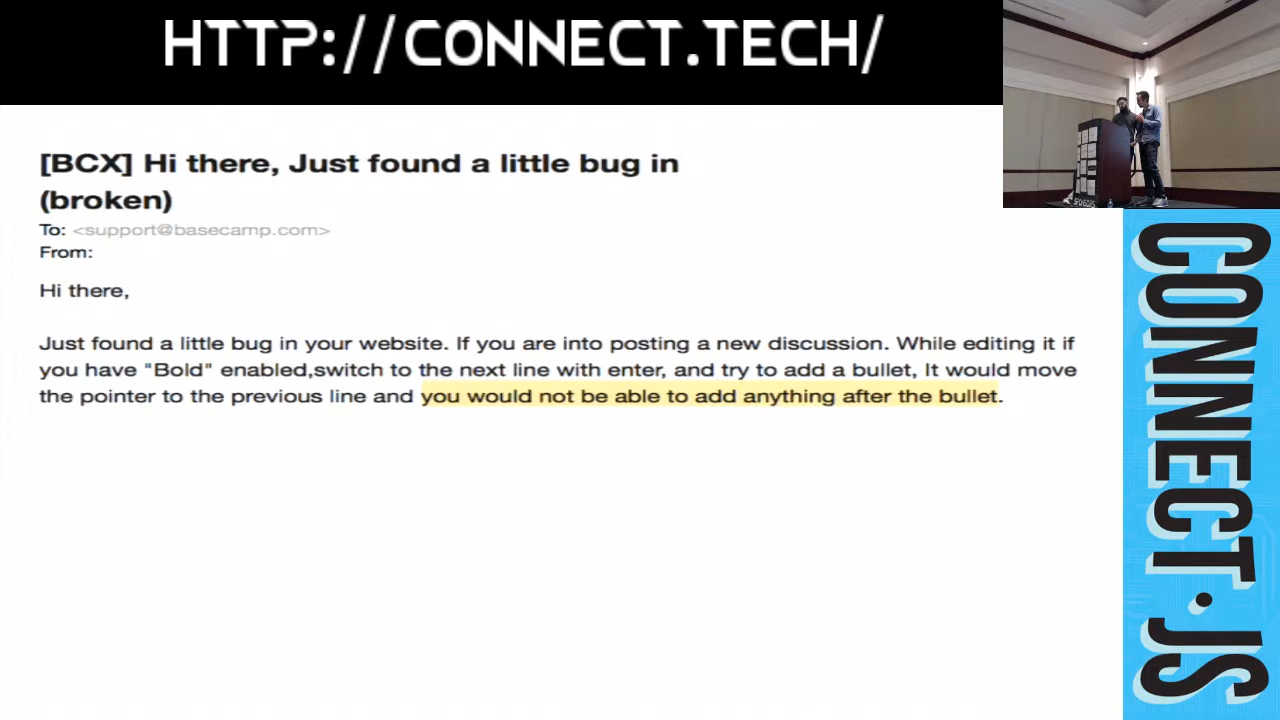 HTTP://CONNECT.TECH/
[BCX] Hi there, Just found a little bug in
(broken)
To: <support@basecamp.com>
From:
Hi there,
Just found a little bug in your website. If you are into posting a new discussion. While editing it if
you have "Bold" enabled,switch to the next line with enter, and try to add a bullet, It would move
the pointer to the previous line and you would not be able to add anything after the bullet.
CONNECT.JS